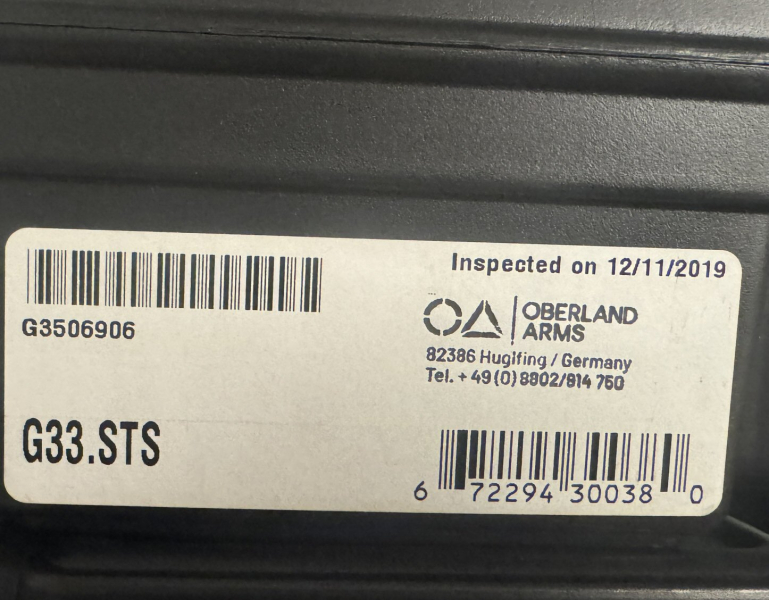 Inspected on 12/11/2019
G3506906
OBERLAND
ARMS
82386 Huglfing / Germany
Tel. + 49 (0) 8802/914 750
G33.STS
6 72294 30038 0